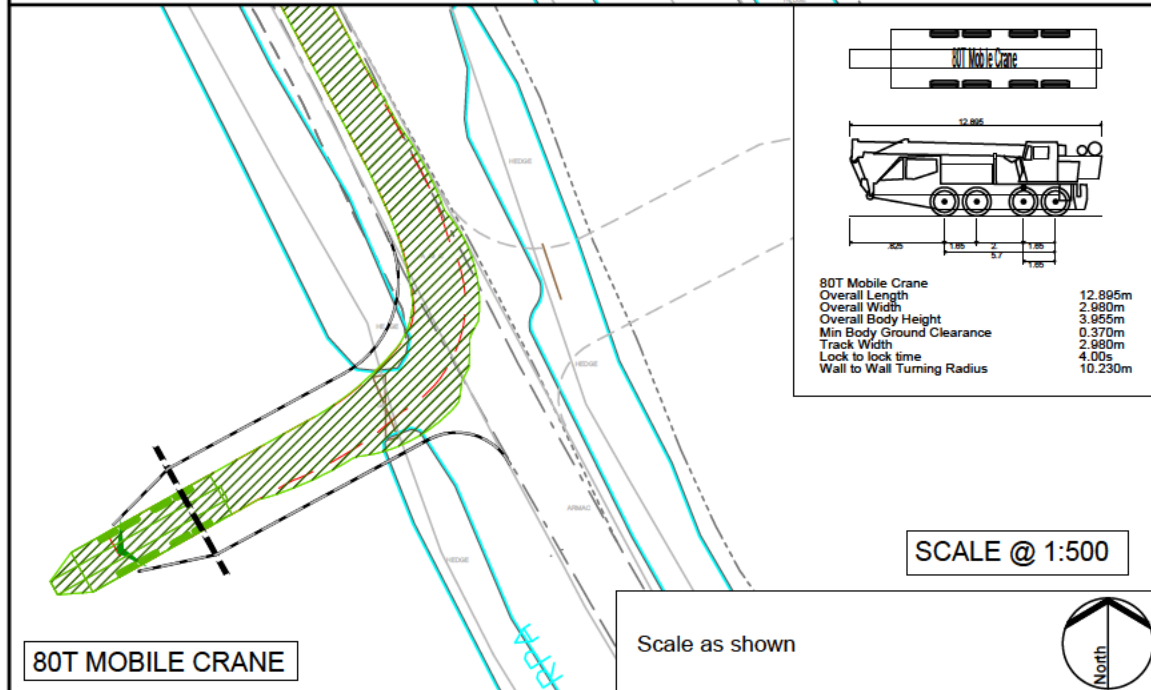 80T Mobile Crane
12.895
.825
1.65
2.
1.65
5.7
1.65
80T Mobile Crane
Overall Length 12.895m
Overall Width 2.980m
Overall Body Height 3.955m
Min Body Ground Clearance 0.370m
Track Width 2.980m
Lock to lock time 4.00s
Wall to Wall Turning Radius 10.230m
HEDGE
HEDGE
ARMAC
HEDGE
RPA
SCALE @ 1:500
80T MOBILE CRANE
Scale as shown
North